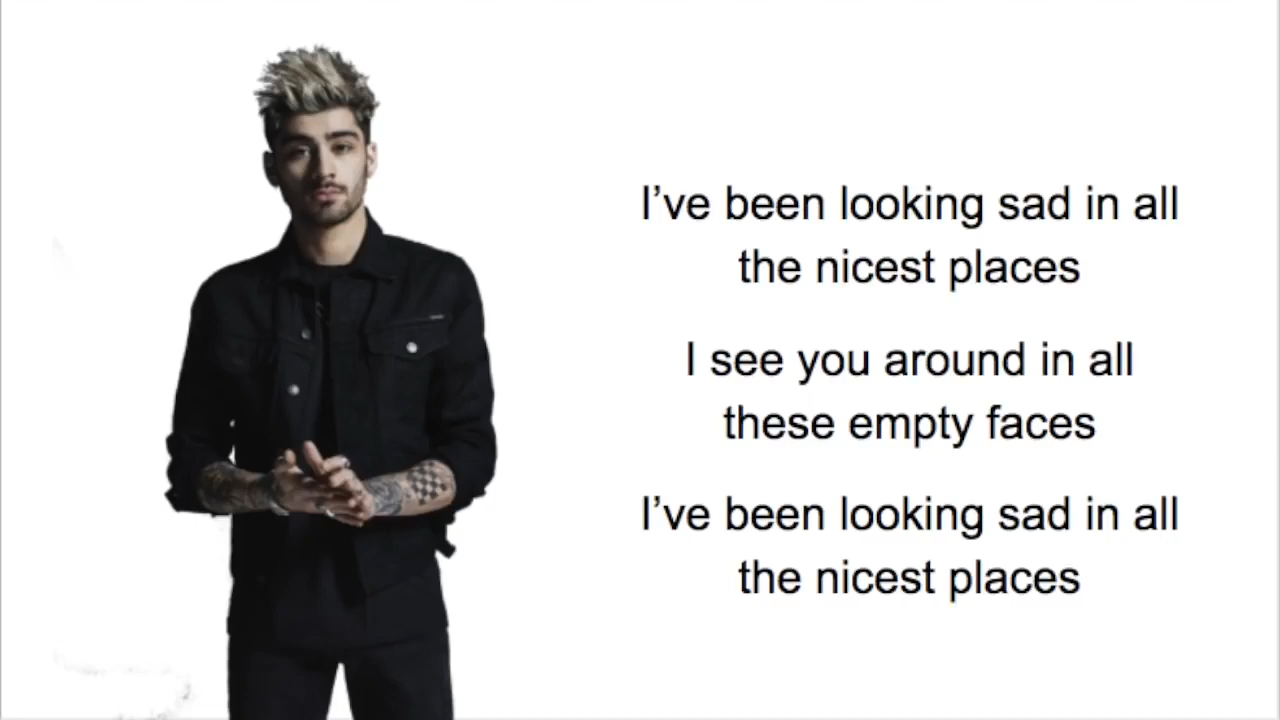 I’ve been looking sad in all
the nicest places
I see you around in all
these empty faces
I’ve been looking sad in all
the nicest places